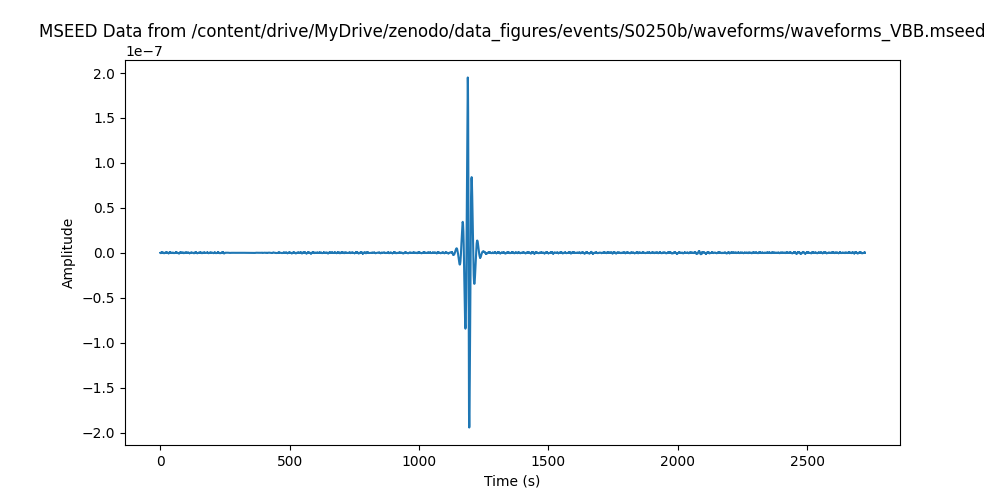 MSEED Data from /content/drive/MyDrive/zenodo/data_figures/events/S0250b/waveforms/waveforms_VBB.mseed
1e−7
2.0
1.5
1.0
0.5
0.0
−0.5
−1.0
−1.5
−2.0
Amplitude
0 500 1000 1500 2000 2500
Time (s)